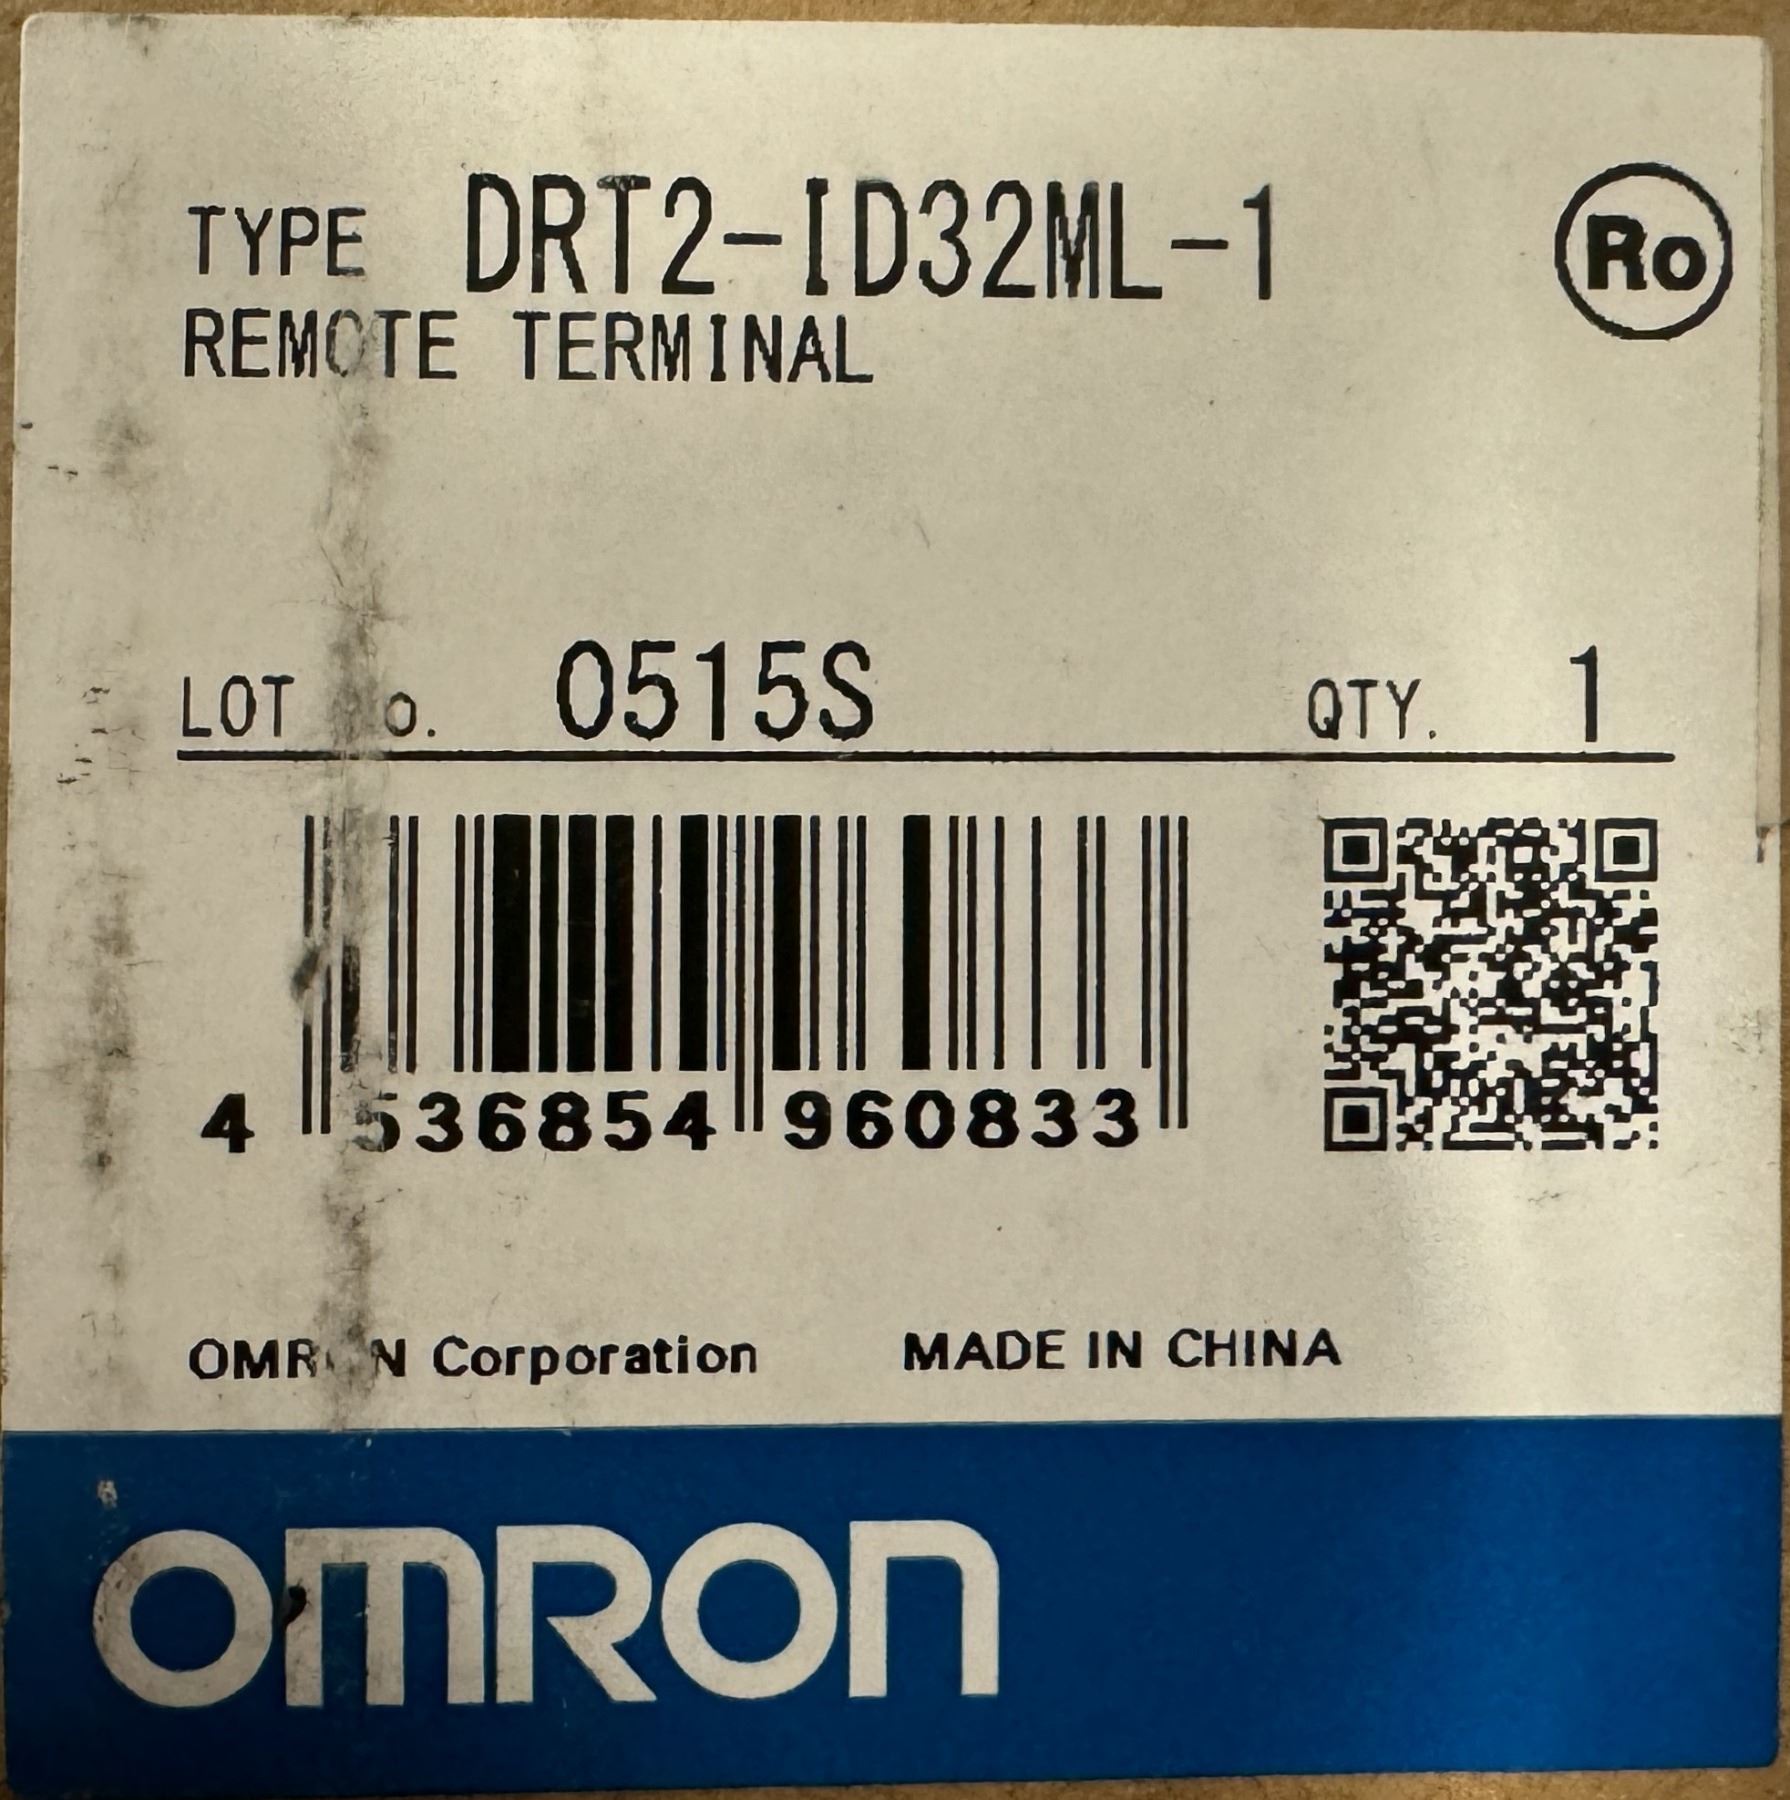 TYPE DRT2-ID32ML-1 Ro
REMOTE TERMINAL
LOT No. 0515S QTY. 1
4 536854 960833
OMRON Corporation MADE IN CHINA
OMRON